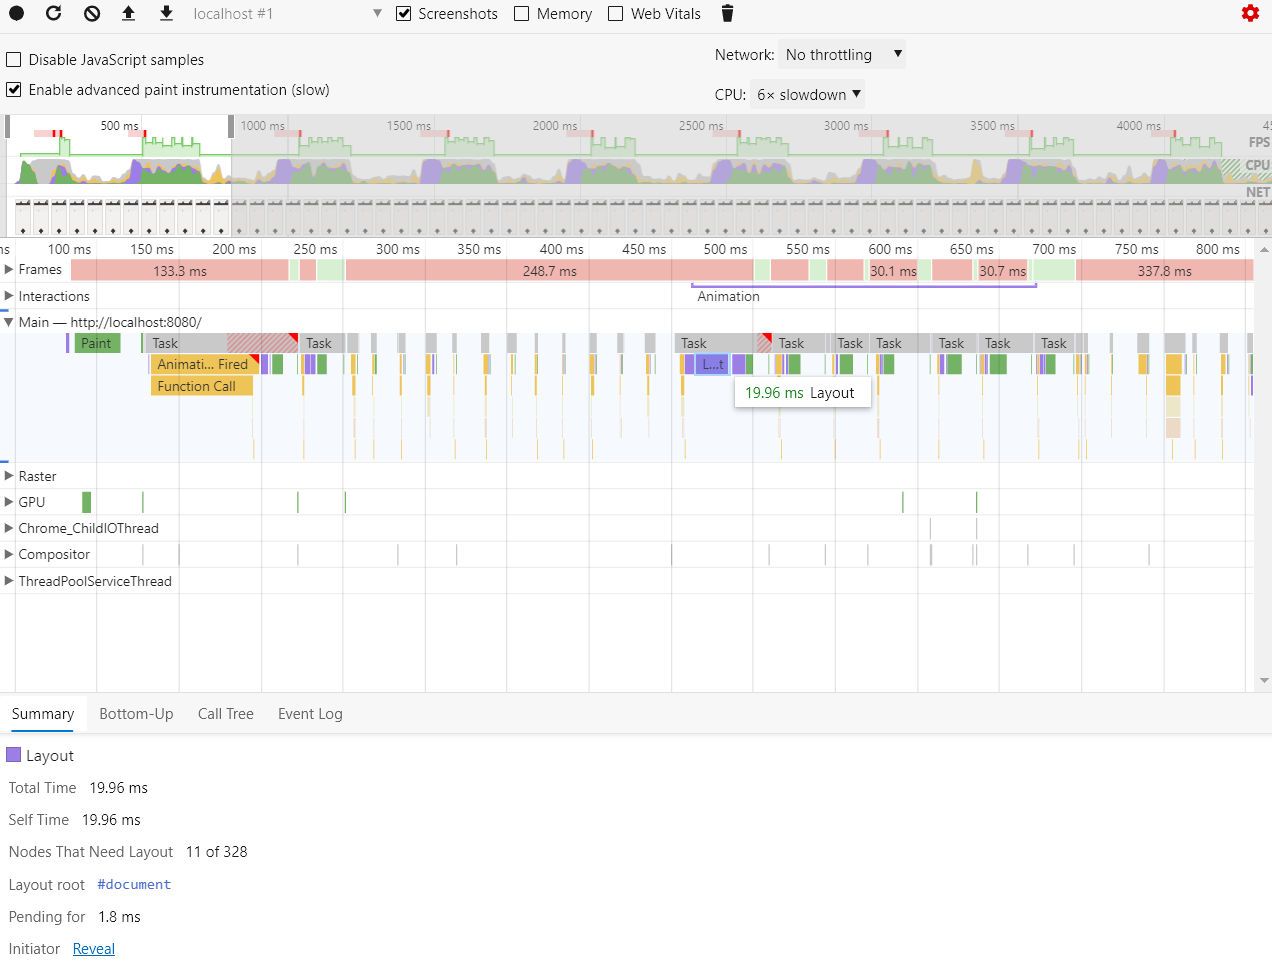 localhost #1 Screenshots Memory Web Vitals
Disable JavaScript samples
Network: No throttling
Enable advanced paint instrumentation (slow)
CPU: 6× slowdown
500 ms 1000 ms 1500 ms 2000 ms 2500 ms 3000 ms 3500 ms 4000 ms 45
FPS
CPU
NET
ns 100 ms 150 ms 200 ms 250 ms 300 ms 350 ms 400 ms 450 ms 500 ms 550 ms 600 ms 650 ms 700 ms 750 ms 800 ms
Frames 133.3 ms 248.7 ms 30.1 ms 30.7 ms 337.8 ms
Interactions Animation
Main — http://localhost:8080/
Paint Task Task Task Task Task Task Task Task Task
Animati... Fired L...t
Function Call
19.96 ms Layout
Raster
GPU
Chrome_ChildIOThread
Compositor
ThreadPoolServiceThread
Summary Bottom-Up Call Tree Event Log
Layout
Total Time 19.96 ms
Self Time 19.96 ms
Nodes That Need Layout 11 of 328
Layout root #document
Pending for 1.8 ms
Initiator Reveal